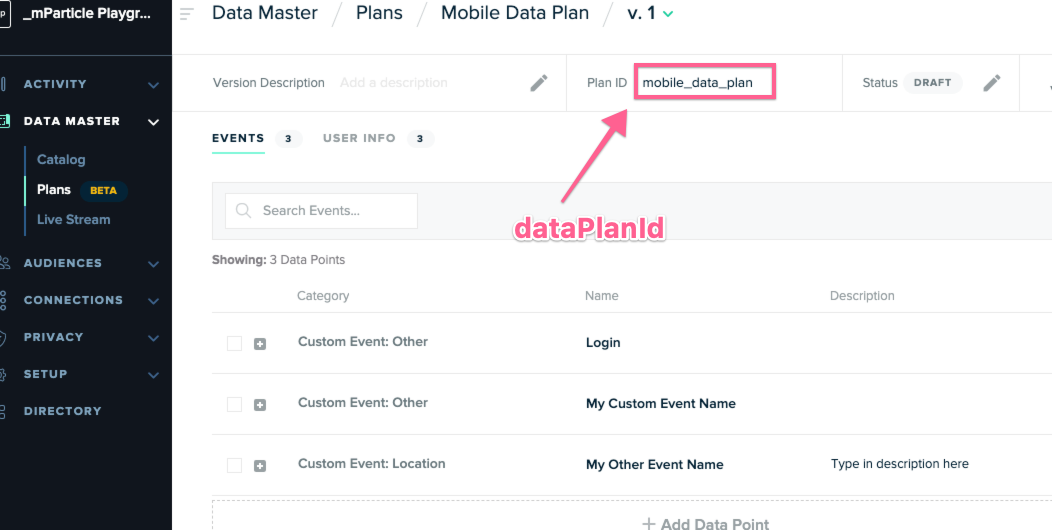 _mParticle Playgr...
Data Master / Plans / Mobile Data Plan / v. 1
ACTIVITY
DATA MASTER
Catalog
Plans BETA
Live Stream
AUDIENCES
CONNECTIONS
PRIVACY
SETUP
DIRECTORY
Version Description Add a description
Plan ID mobile_data_plan
Status DRAFT
EVENTS 3 USER INFO 3
dataPlanId
Search Events...
Showing: 3 Data Points
Category Name Description
Custom Event: Other Login
Custom Event: Other My Custom Event Name
Custom Event: Location My Other Event Name Type in description here
+ Add Data Point